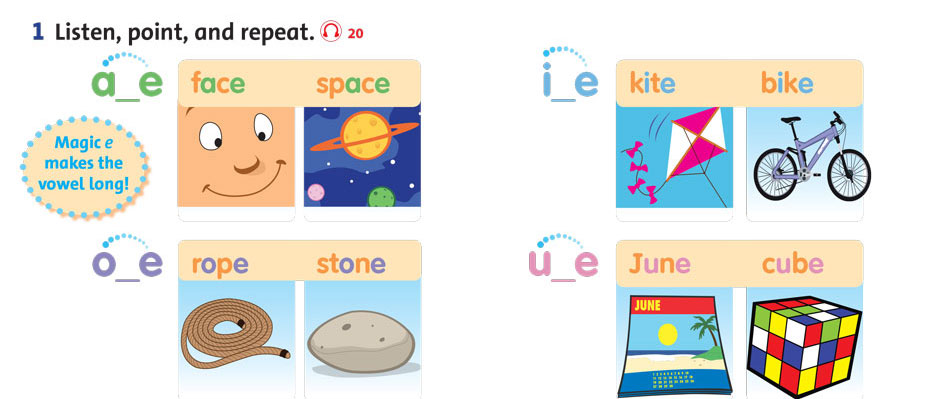 1 Listen, point, and repeat. 20
a_e face space
Magic e
makes the
vowel long!
i_e kite bike
o_e rope stone
u_e June cube
JUNE